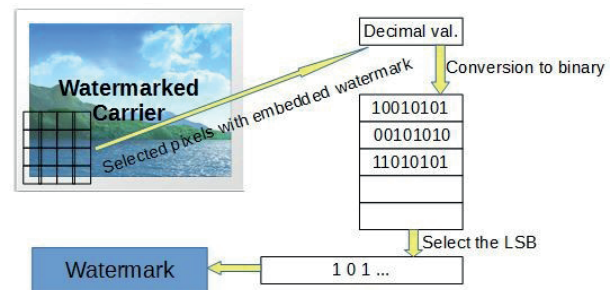 Decimal val.
Watermarked
Carrier
Selected pixels with embedded watermark
Conversion to binary
10010101
00101010
11010101
Select the LSB
1 0 1 ...
Watermark